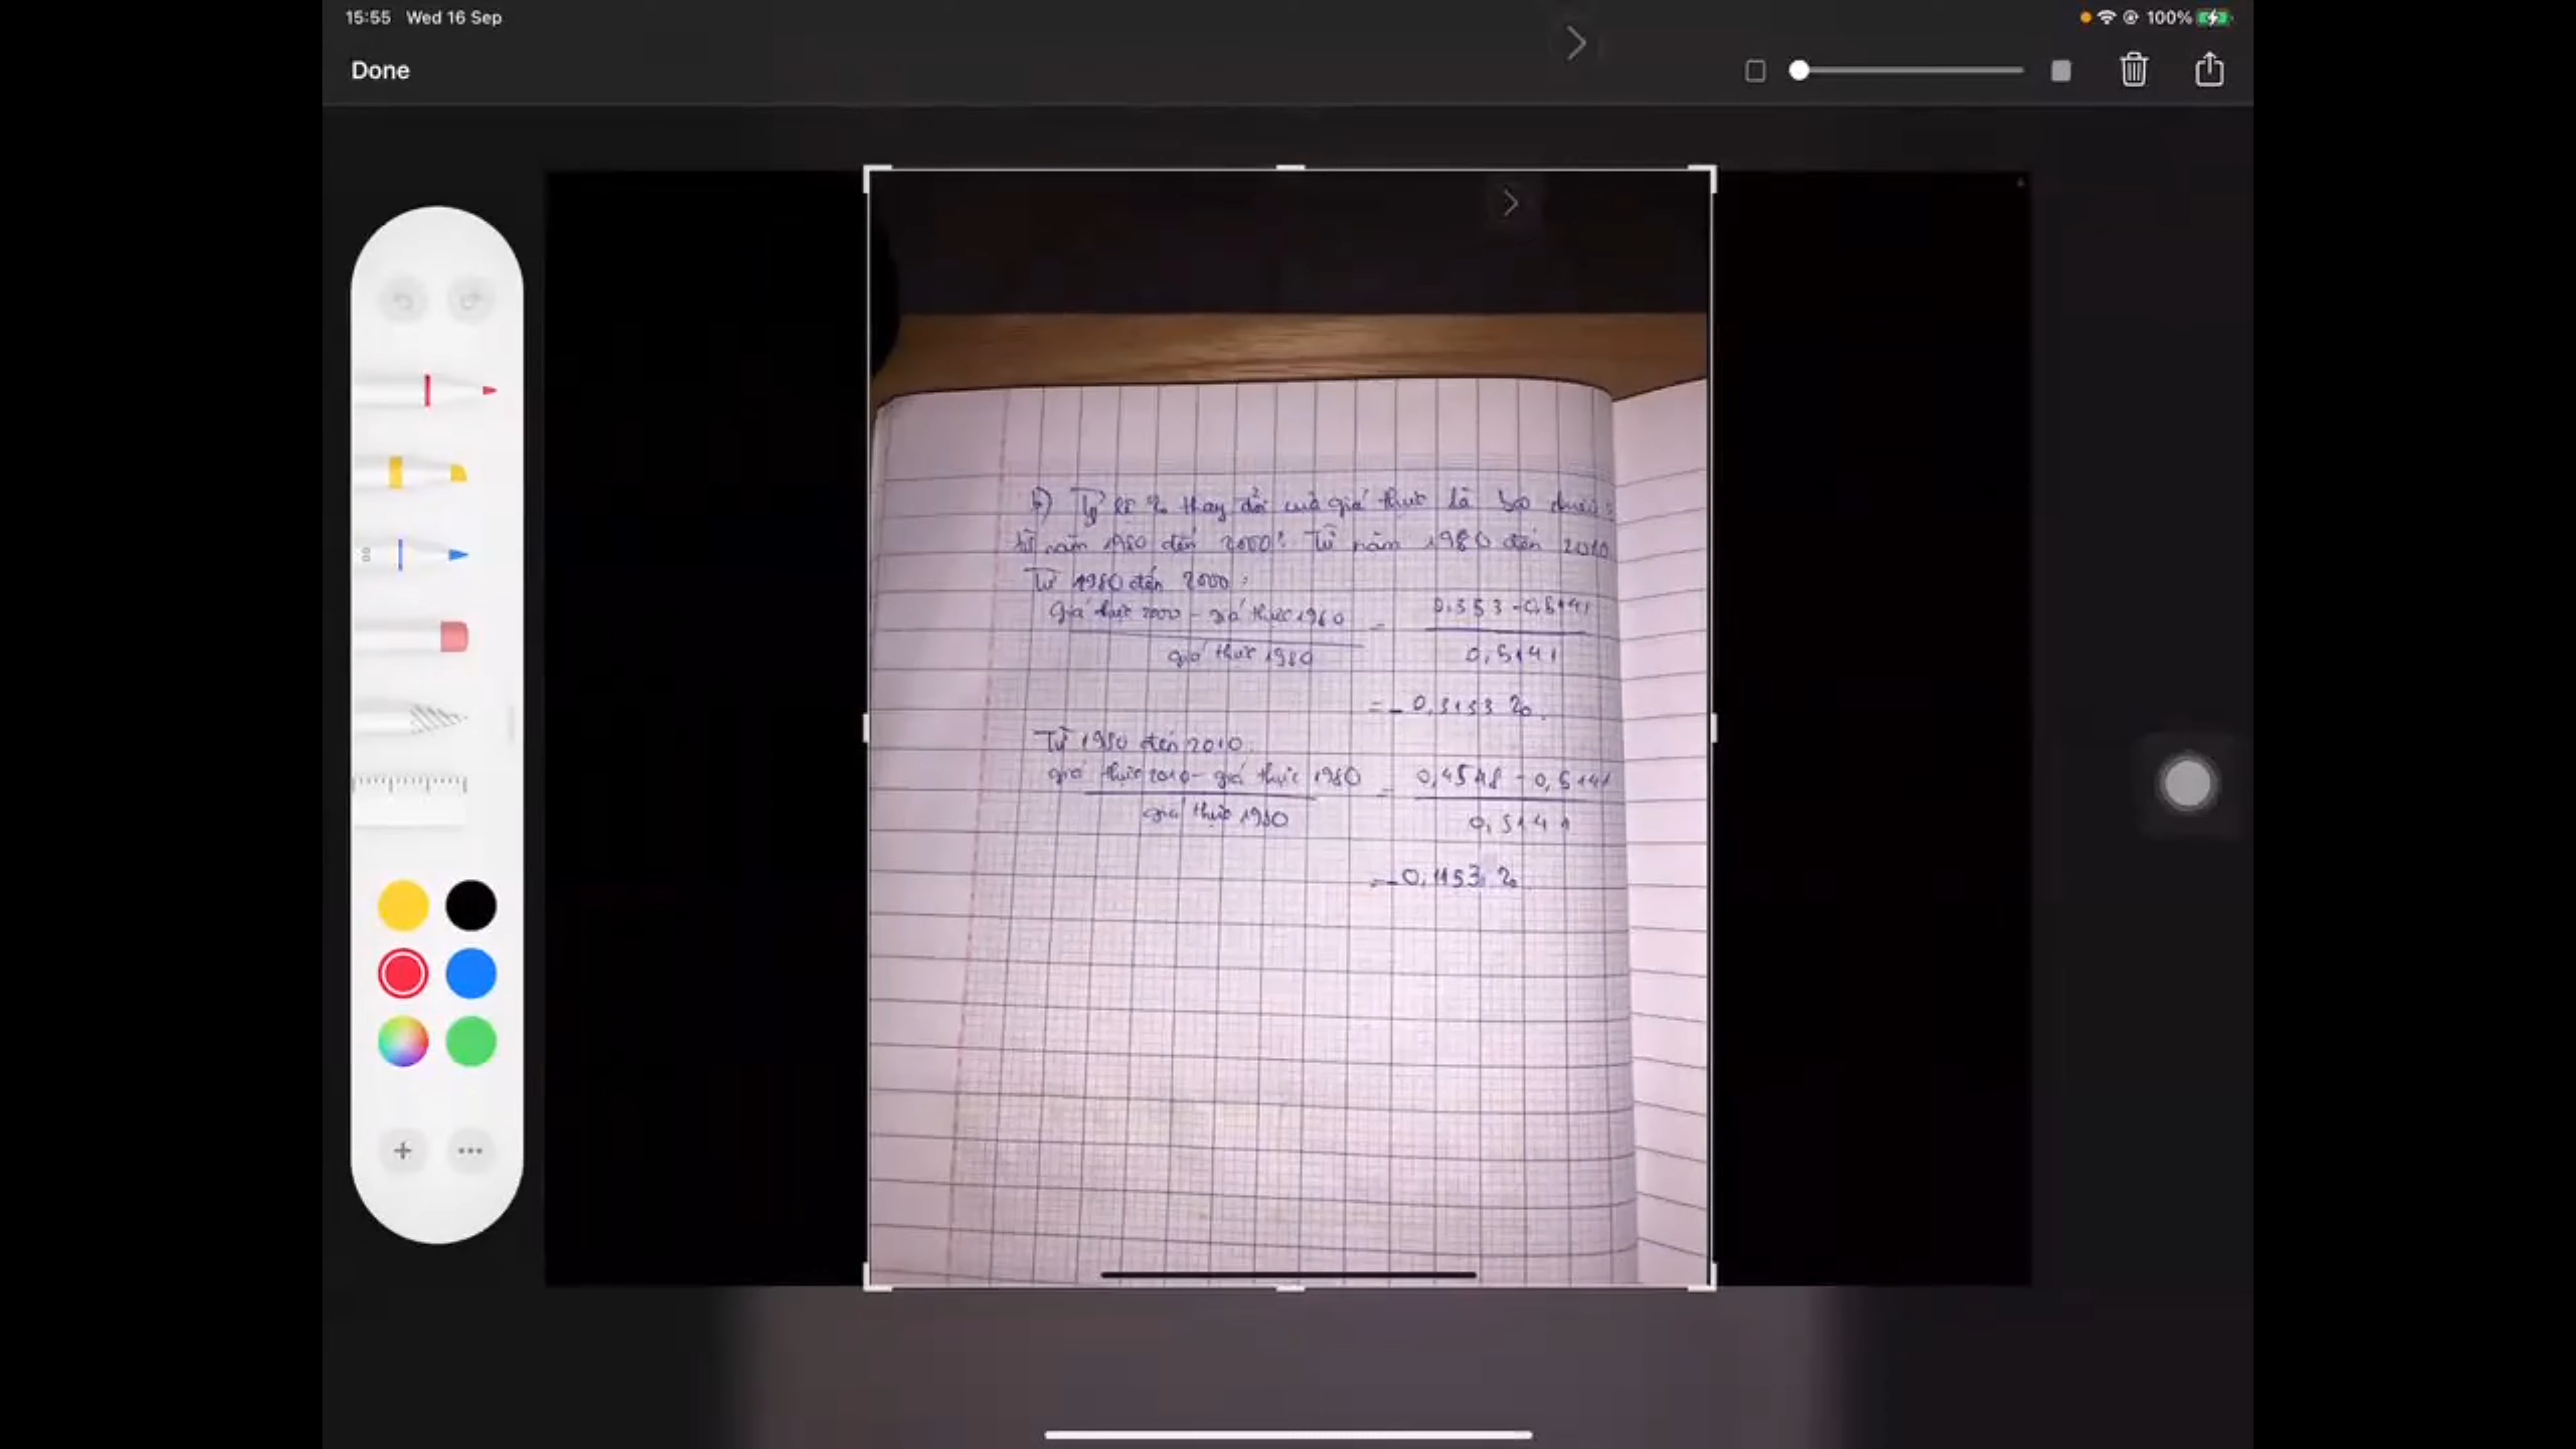 15:55 Wed 16 Sep
100%
Done
b) Tỷ lệ % thay đổi của giá thực là bao nhiêu
từ năm 1980 đến 2000? Từ năm 1980 đến 2010
Từ 1980 đến 2000:
giá thực 2000 - giá thực 1980 = 0,353 - 0,5141
giá thực 1980 0,5141
= - 0,3133 %.
Từ 1980 đến 2010.
giá thực 2010 - giá thực 1980 = 0,4548 - 0,5141
giá thực 1980 0,5141
= - 0,1153 %